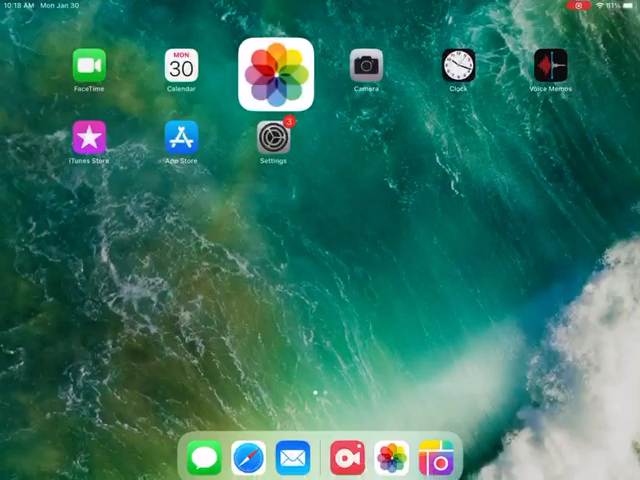 10:18 AM Mon Jan 30
81%
MON
30
FaceTime
Calendar
Camera
Clock
Voice Memos
3
iTunes Store
App Store
Settings